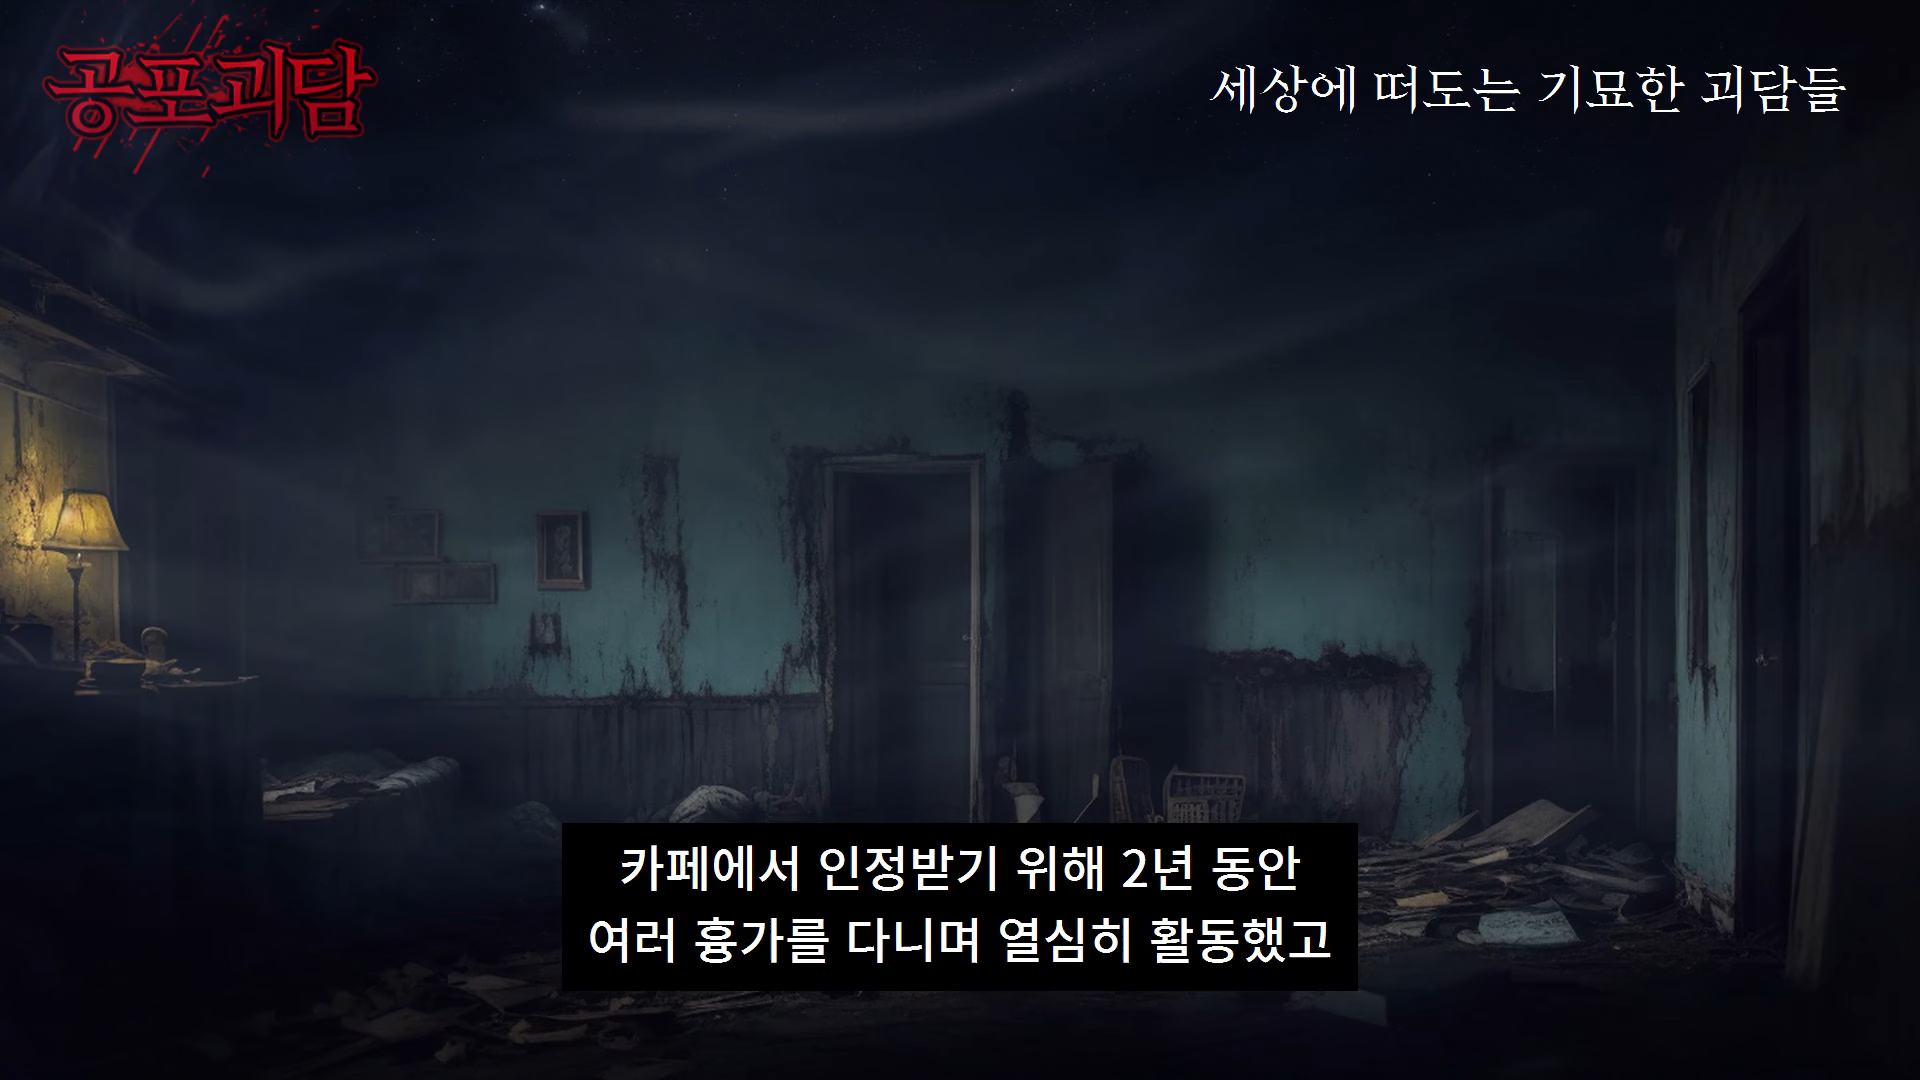 공포괴담
세상에 떠도는 기묘한 괴담들
카페에서 인정받기 위해 2년 동안
여러 흉가를 다니며 열심히 활동했고